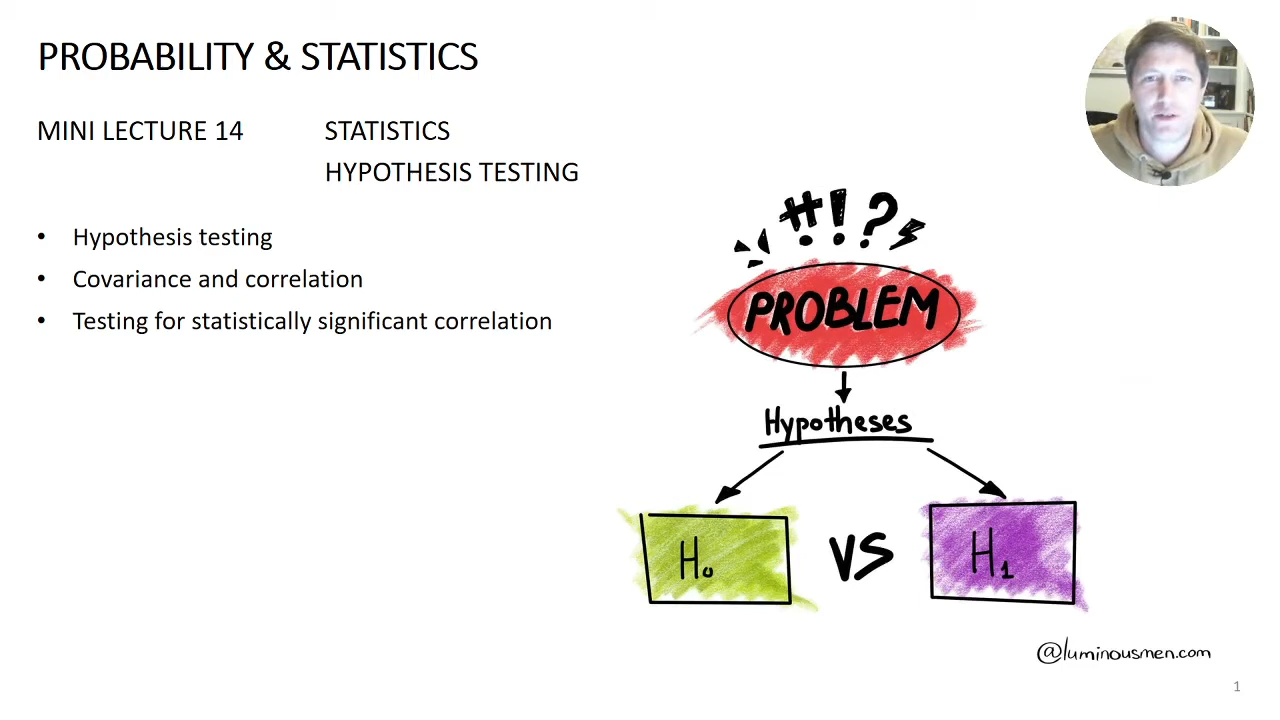 PROBABILITY & STATISTICS
MINI LECTURE 14
STATISTICS
HYPOTHESIS TESTING
• Hypothesis testing
• Covariance and correlation
• Testing for statistically significant correlation
#!?
PROBLEM
Hypotheses
H₀
VS
H₁
@luminousmen.com
1